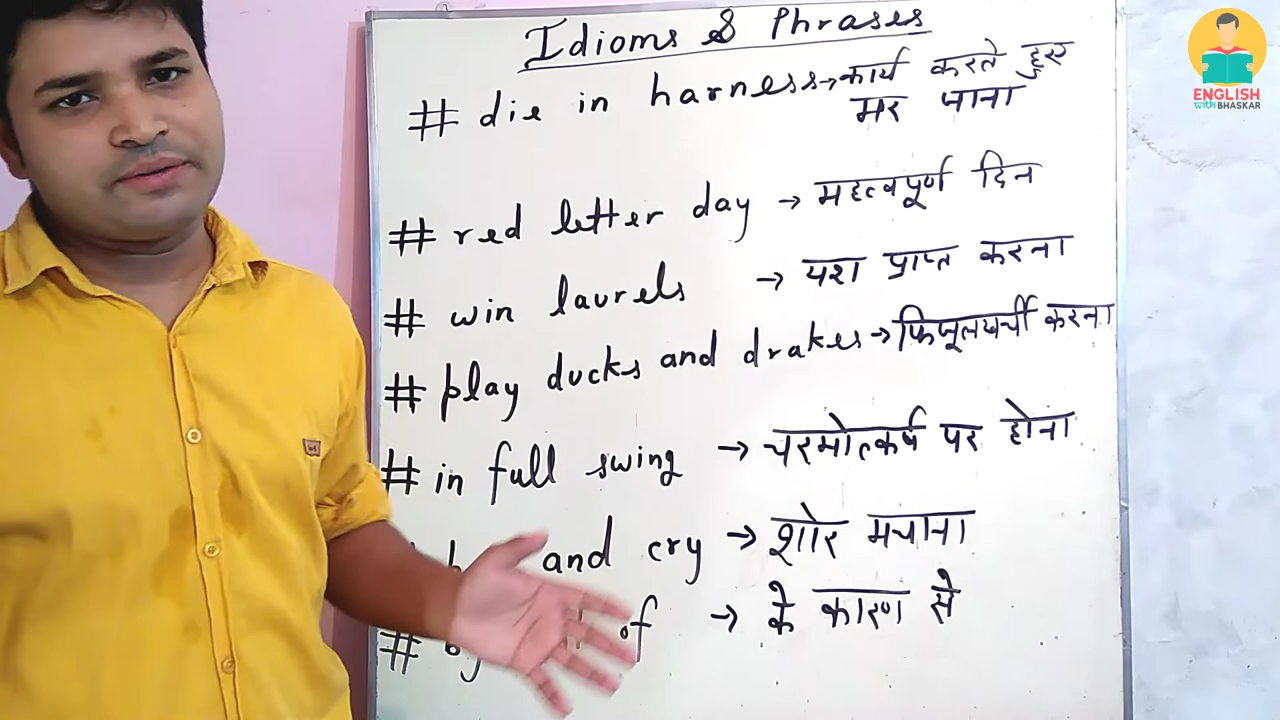 Idioms & Phrases
# die in harness → कार्य करते हुए
मर जाना
# red letter day → महत्वपूर्ण दिन
# win laurels → यश प्राप्त करना
# play ducks and drakes → फिजूलखर्ची करना
# in full swing → चरमोत्कर्ष पर होना
and cry → शोर मचाना
# of → के कारण से
ENGLISH
with BHASKAR